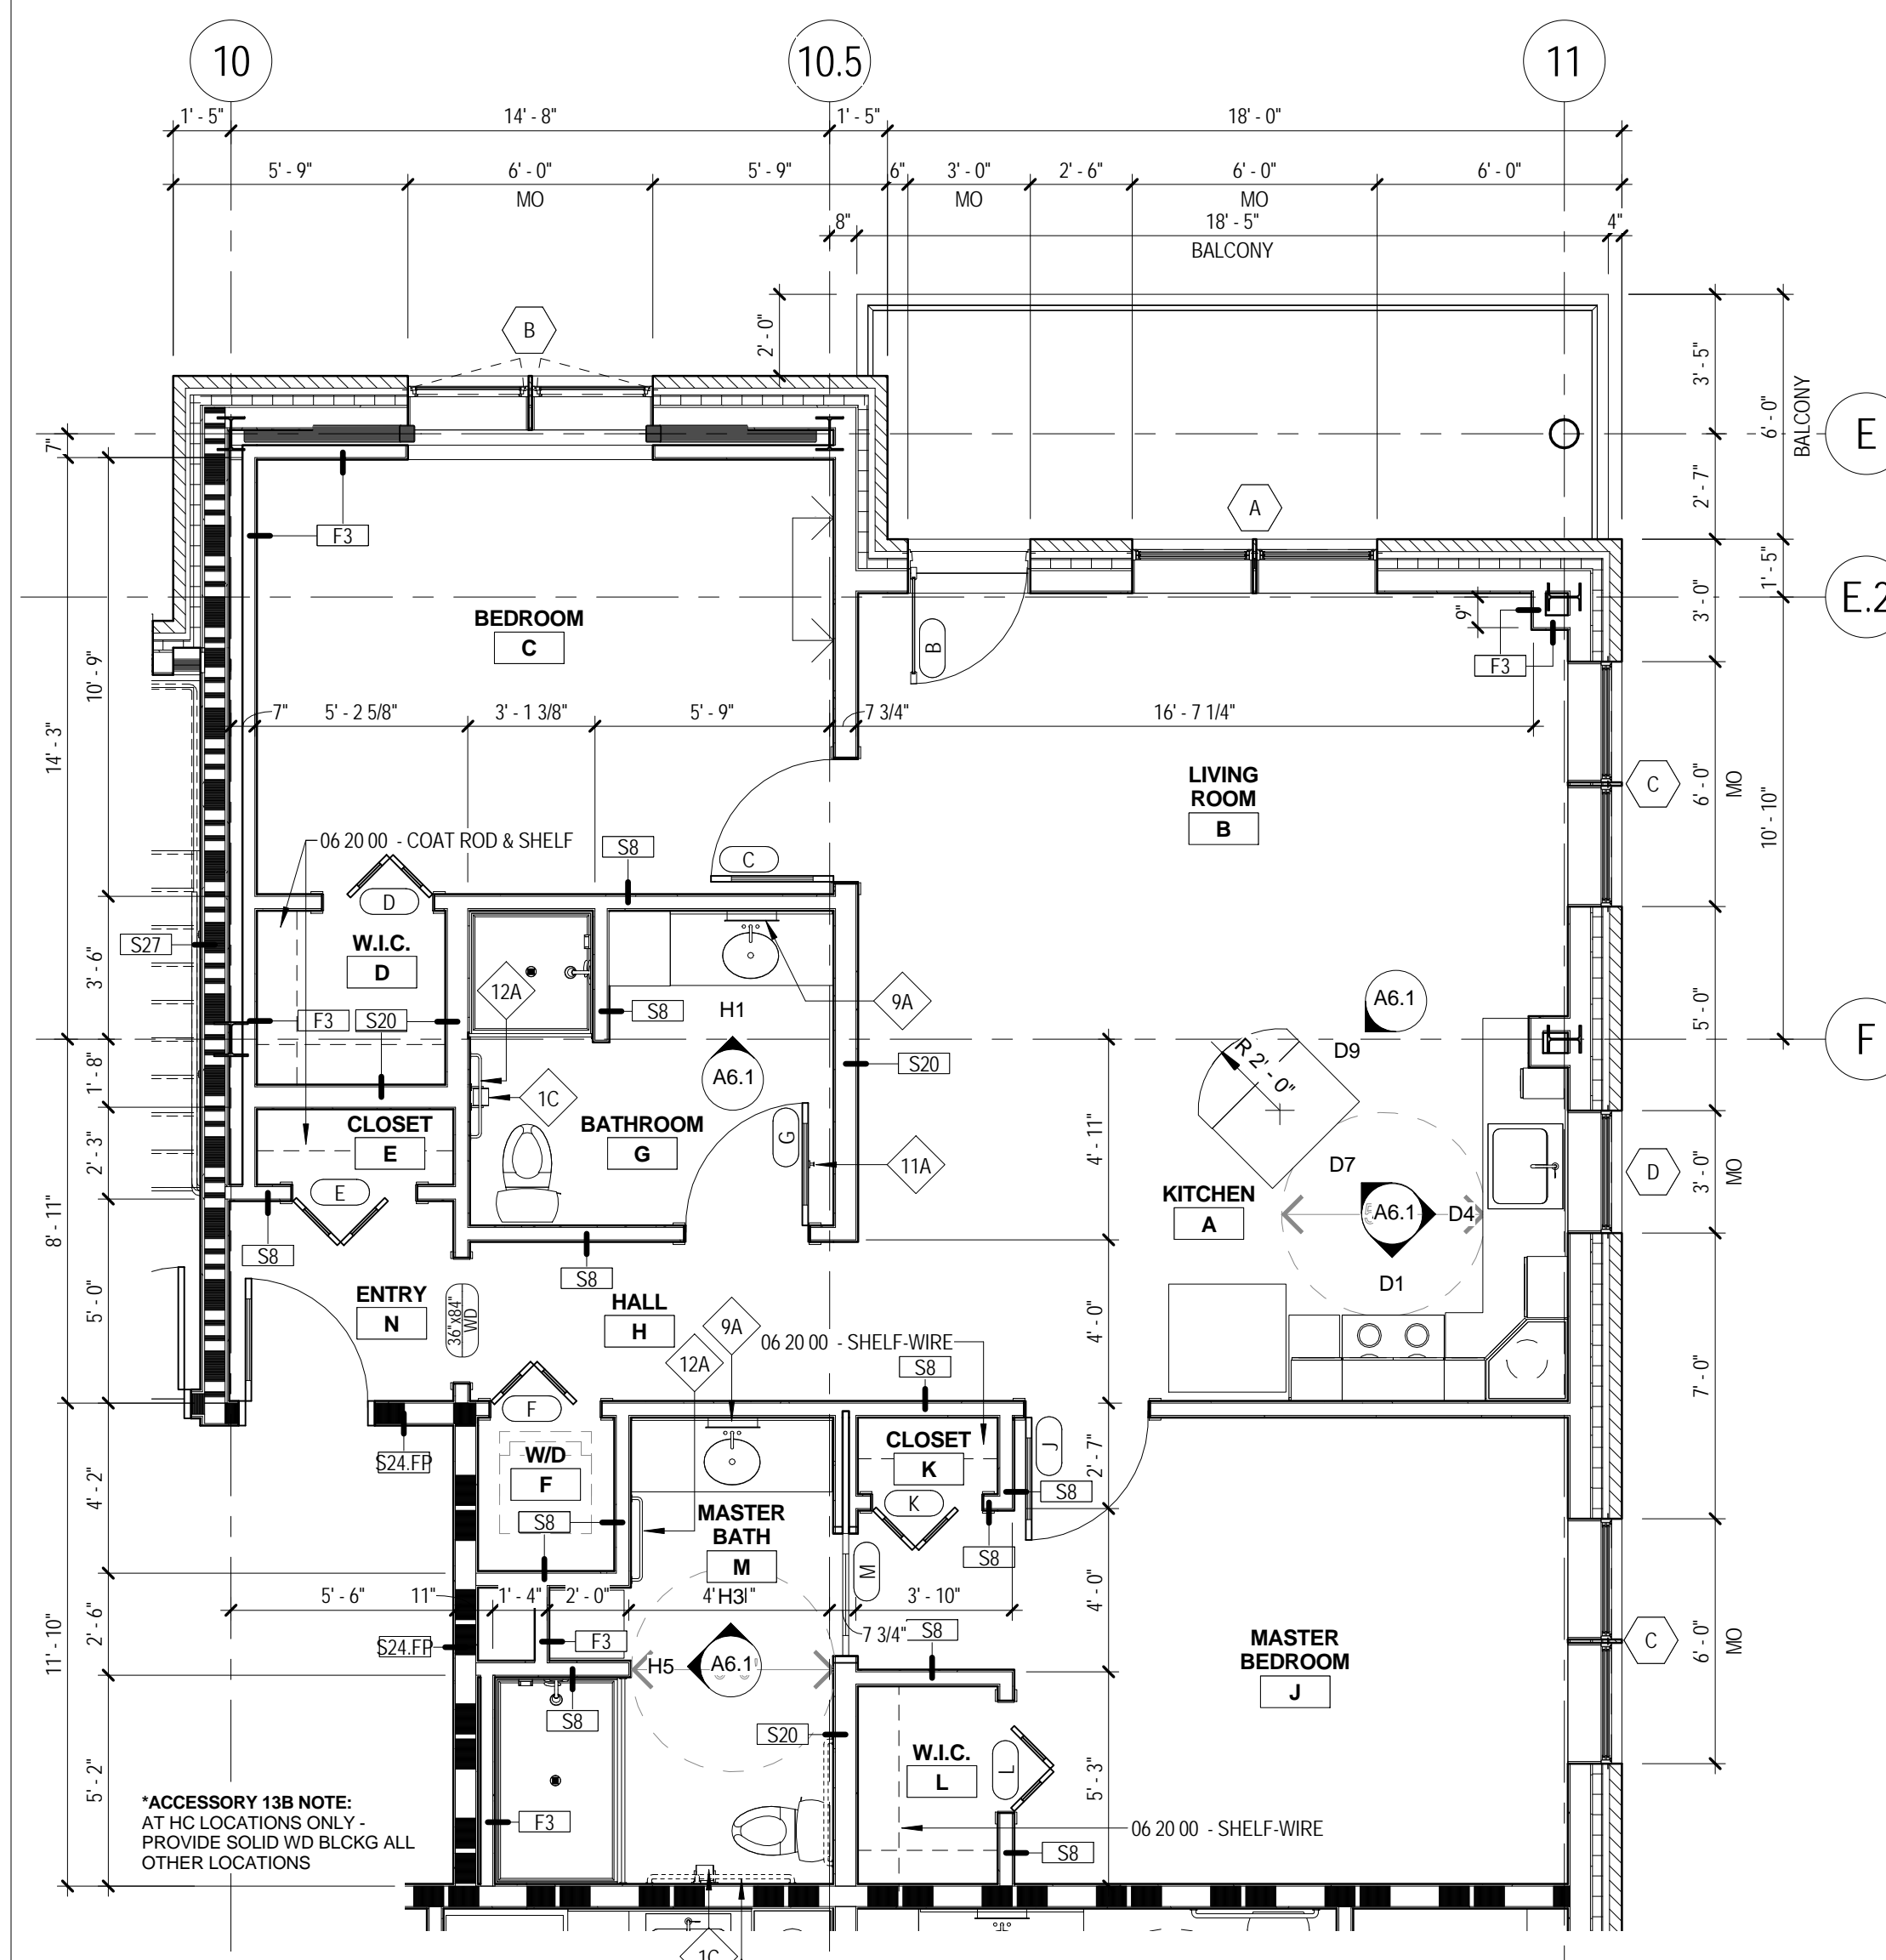 10
10.5
11
1' - 5"
14' - 8"
1' - 5"
18' - 0"
5' - 9"
6' - 0"
MO
5' - 9"
6"
3' - 0"
MO
2' - 6"
6' - 0"
MO
6' - 0"
8"
18' - 5"
BALCONY
4"
B
2' - 0"
3' - 5"
6' - 0"
BALCONY
E
7"
2' - 7"
A
F3
1' - 5"
E.2
3' - 0"
9"
F3
BEDROOM
C
B
10' - 9"
14' - 3"
7"
5' - 2 5/8"
3' - 1 3/8"
5' - 9"
7 3/4"
16' - 7 1/4"
LIVING
ROOM
B
C
6' - 0"
MO
10' - 10"
06 20 00 - COAT ROD & SHELF
S8
C
D
S27
W.I.C.
D
3' - 6"
12A
S8
H1
9A
A6.1
5' - 0"
F3
S20
F
D9
R 2' - 0"
S20
A6.1
1' - 8"
1C
CLOSET
E
BATHROOM
G
G
11A
4' - 11"
2' - 3"
D7
D
3' - 0"
MO
E
KITCHEN
A
A6.1
D4
8' - 11"
S8
S8
D1
5' - 0"
ENTRY
N
36"x84"
WD
HALL
H
9A
12A
06 20 00 - SHELF-WIRE
S8
4' - 0"
7' - 0"
F
S24.FP
W/D
F
CLOSET
K
J
2' - 7"
4' - 2"
K
S8
S8
MASTER
BATH
M
S8
M
5' - 6"
11"
1' - 4"
2' - 0"
H3
3' - 10"
4' - 0"
2' - 6"
11' - 10"
S24.FP
F3
7 3/4"
S8
MASTER
BEDROOM
J
C
6' - 0"
MO
H5
A6.1
S8
S20
W.I.C.
L
L
5' - 2"
5' - 3"
*ACCESSORY 13B NOTE:
AT HC LOCATIONS ONLY -
PROVIDE SOLID WD BLCKG ALL
OTHER LOCATIONS
F3
06 20 00 - SHELF-WIRE
S8
1C